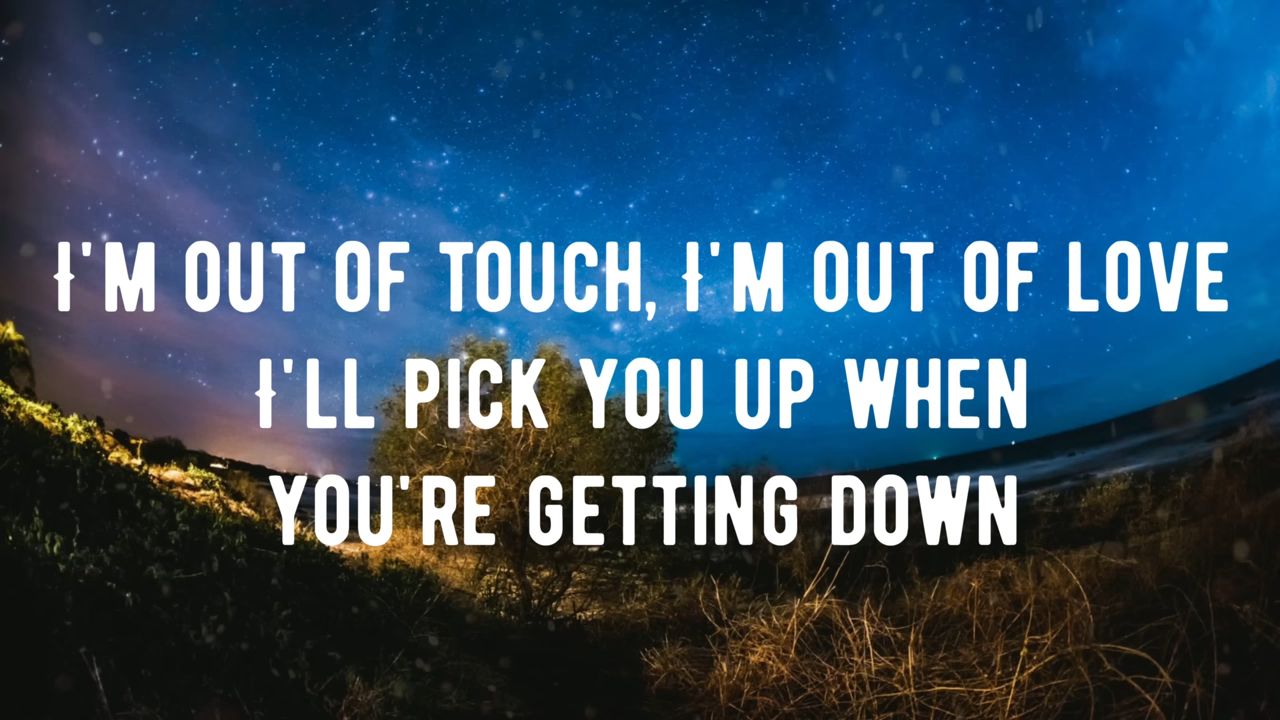 I'M OUT OF TOUCH, I'M OUT OF LOVE
I'LL PICK YOU UP WHEN
YOU'RE GETTING DOWN